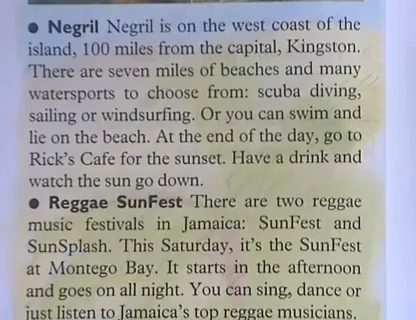 ● Negril Negril is on the west coast of the
island, 100 miles from the capital, Kingston.
There are seven miles of beaches and many
watersports to choose from: scuba diving,
sailing or windsurfing. Or you can swim and
lie on the beach. At the end of the day, go to
Rick's Cafe for the sunset. Have a drink and
watch the sun go down.
● Reggae SunFest There are two reggae
music festivals in Jamaica: SunFest and
SunSplash. This Saturday, it's the SunFest
at Montego Bay. It starts in the afternoon
and goes on all night. You can sing, dance or
just listen to Jamaica's top reggae musicians.